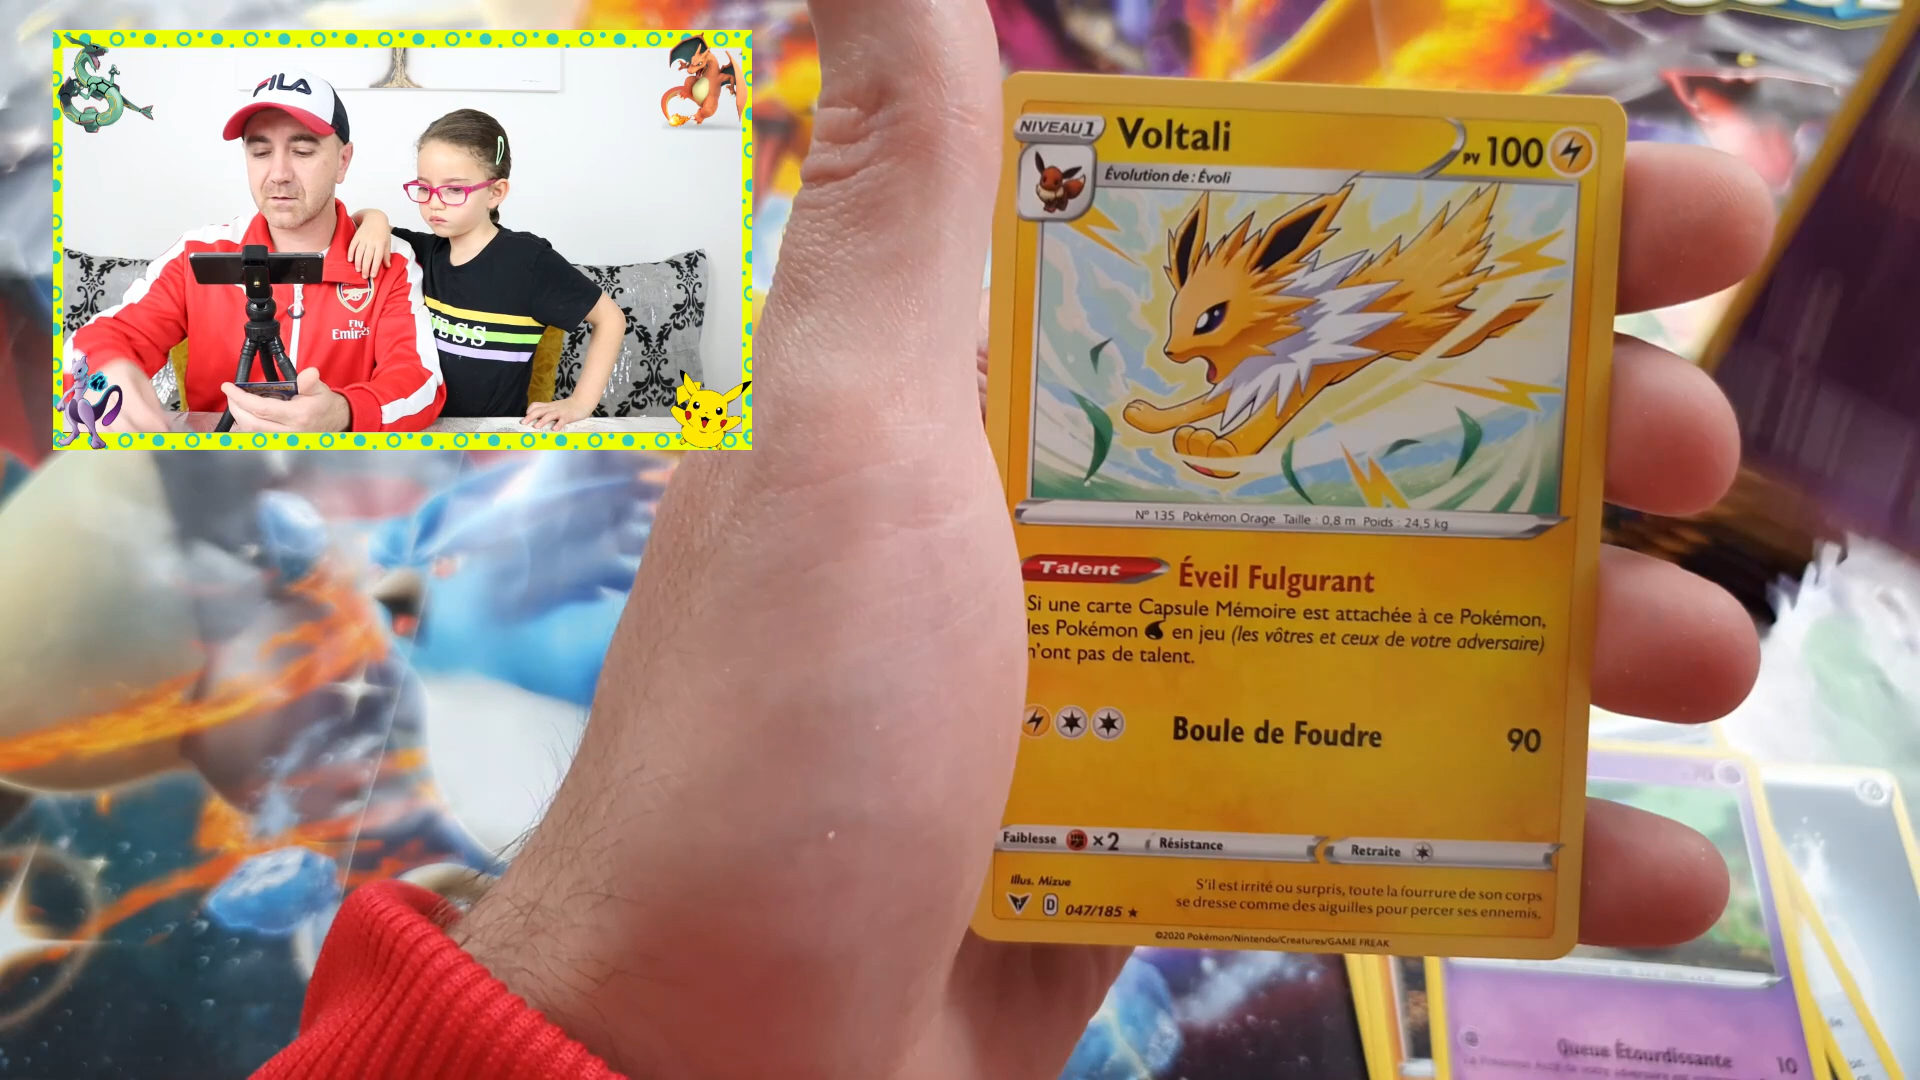 FILA
Fly
Emirates
ESS
NIVEAU 1
Voltali
PV 100
Évolution de : Évoli
N° 135 Pokémon Orage Taille : 0,8 m Poids : 24,5 kg
Talent Éveil Fulgurant
Si une carte Capsule Mémoire est attachée à ce Pokémon,
les Pokémon en jeu (les vôtres et ceux de votre adversaire)
n'ont pas de talent.
Boule de Foudre 90
Faiblesse ×2 Résistance Retraite
Illus. Mizue
S'il est irrité ou surpris, toute la fourrure de son corps
se dresse comme des aiguilles pour percer ses ennemis.
D 047/185 ★
©2020 Pokémon/Nintendo/Creatures/GAME FREAK
Queue Étourdissante 10